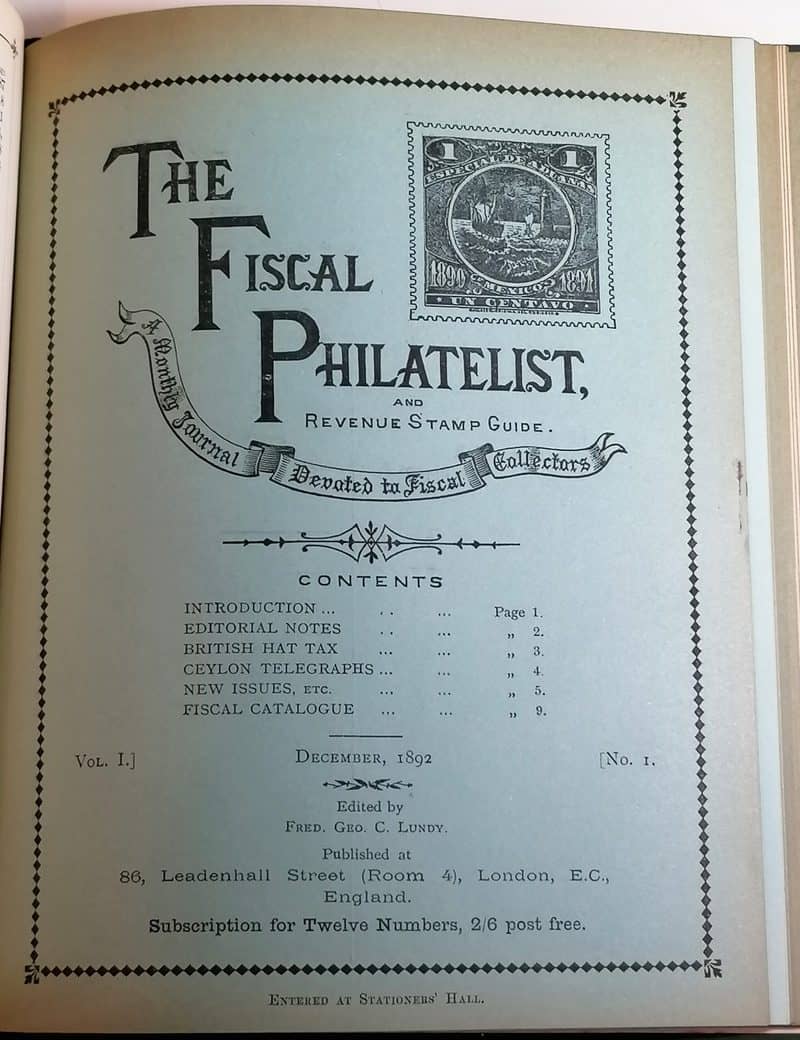 THE
FISCAL
PHILATELIST,
AND
REVENUE STAMP GUIDE.
1 1
ESPECIAL DE ADUANAS
1890 MEXICO 1891
UN CENTAVO
A Monthly Journal Devoted to Fiscal Collectors
CONTENTS
INTRODUCTION ... . . ... Page 1.
EDITORIAL NOTES . . ... „ 2.
BRITISH HAT TAX ... ... „ 3.
CEYLON TELEGRAPHS ... ... „ 4.
NEW ISSUES, ETC. ... ... „ 5.
FISCAL CATALOGUE ... ... „ 9.
VOL. I.] DECEMBER, 1892 [No. 1.
Edited by
FRED. GEO. C. LUNDY.
Published at
86, Leadenhall Street (Room 4), London, E.C.,
England.
Subscription for Twelve Numbers, 2/6 post free.
ENTERED AT STATIONERS' HALL.